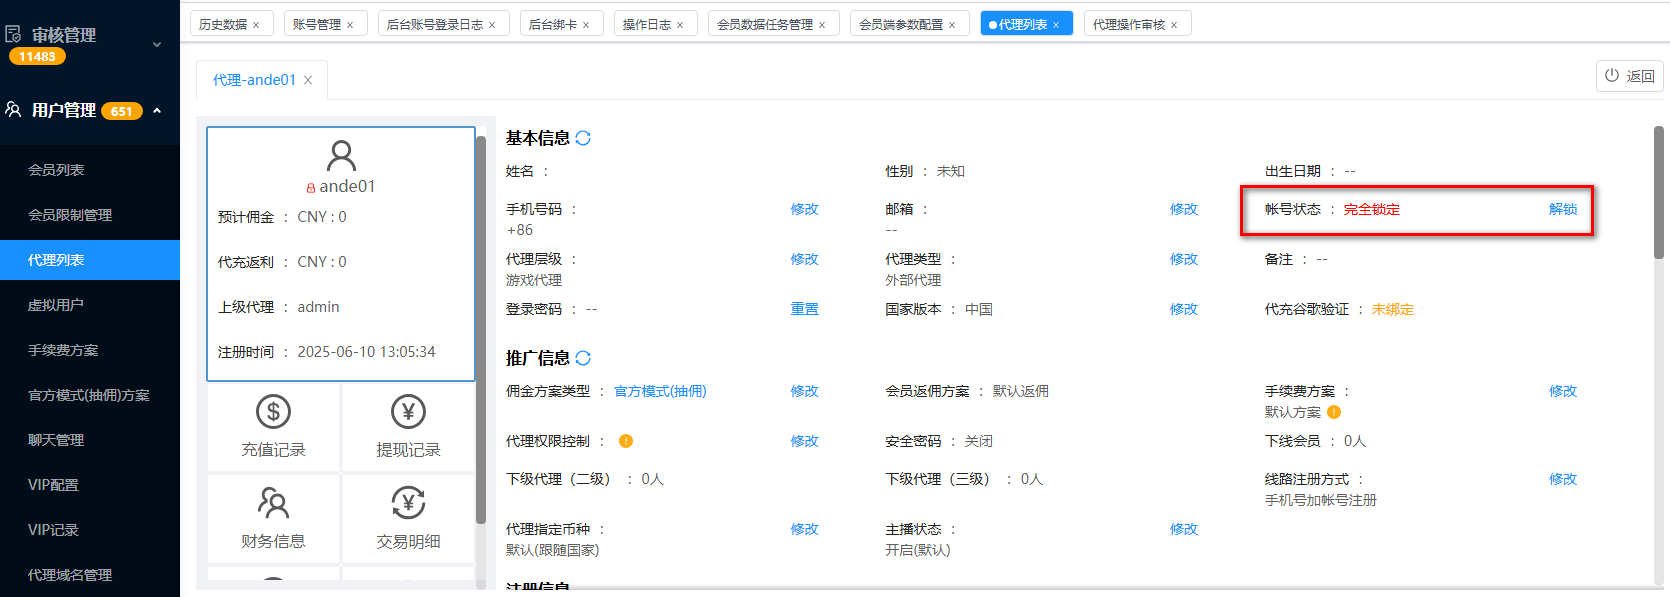 审核管理
11483
用户管理 651
会员列表
会员限制管理
代理列表
虚拟用户
手续费方案
官方模式(抽佣)方案
聊天管理
VIP配置
VIP记录
代理域名管理
历史数据 × 账号管理 × 后台账号登录日志 × 后台绑卡 × 操作日志 × 会员数据任务管理 × 会员端参数配置 × 代理列表 × 代理操作审核 ×
代理-ande01 × 返回
ande01
预计佣金 : CNY : 0
代充返利 : CNY : 0
上级代理 : admin
注册时间 : 2025-06-10 13:05:34
充值记录 提现记录
财务信息 交易明细
基本信息
姓名 : 性别 : 未知 出生日期 : --
手机号码 : 修改 邮箱 : 修改 帐号状态 : 完全锁定 解锁
+86 --
代理层级 : 修改 代理类型 : 修改 备注 : --
游戏代理 外部代理
登录密码 : -- 重置 国家版本 : 中国 修改 代充谷歌验证 : 未綁定
推广信息
佣金方案类型 : 官方模式(抽佣) 修改 会员返佣方案 : 默认返佣 手续费方案 : 修改
默认方案
代理权限控制 : 修改 安全密码 : 关闭 下线会员 : 0人
下级代理（二级） : 0人 下级代理（三级） : 0人 线路注册方式 : 修改
手机号加帐号注册
代理指定币种 : 修改 主播状态 : 修改
默认(跟随国家) 开启(默认)
注册信息